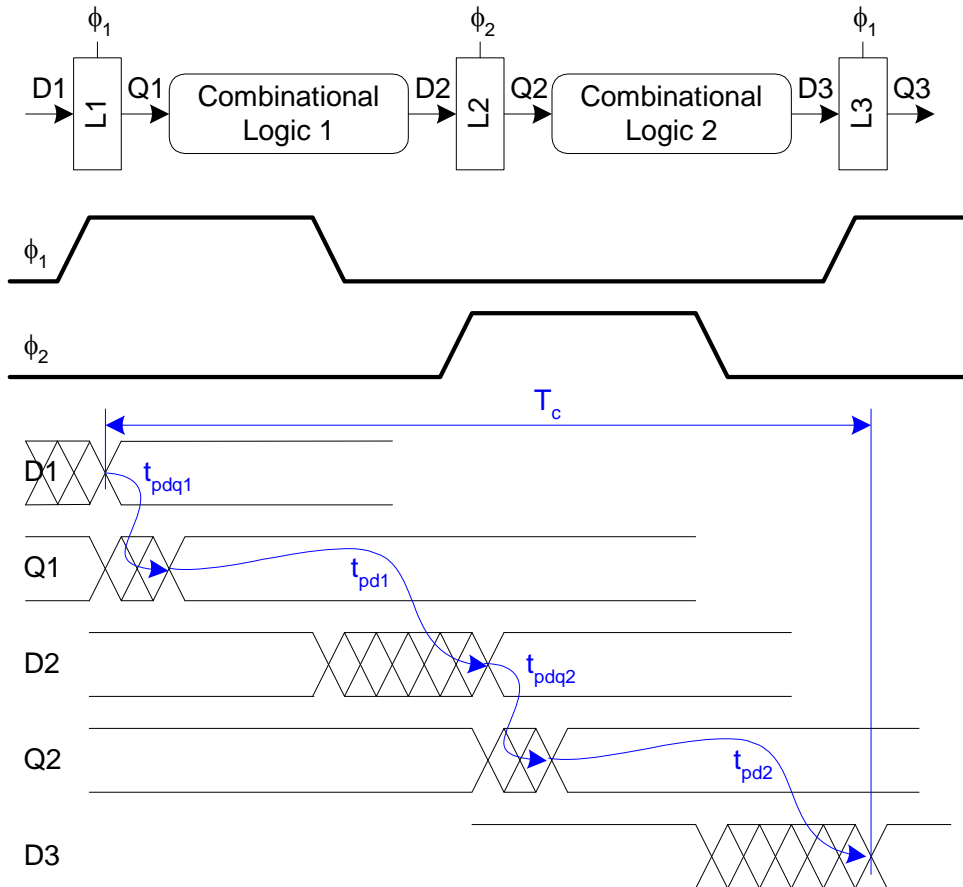 ϕ1 ϕ2 ϕ1
D1 L1 Q1 Combinational Logic 1 D2 L2 Q2 Combinational Logic 2 D3 L3 Q3
ϕ1
ϕ2
Tc
D1
tpdq1
Q1
tpd1
D2
tpdq2
Q2
tpd2
D3